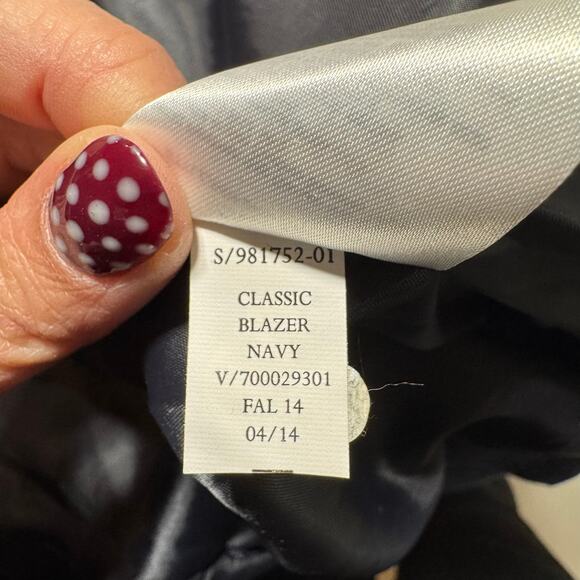 S/981752-01
CLASSIC
BLAZER
NAVY
V/700029301
FAL 14
04/14